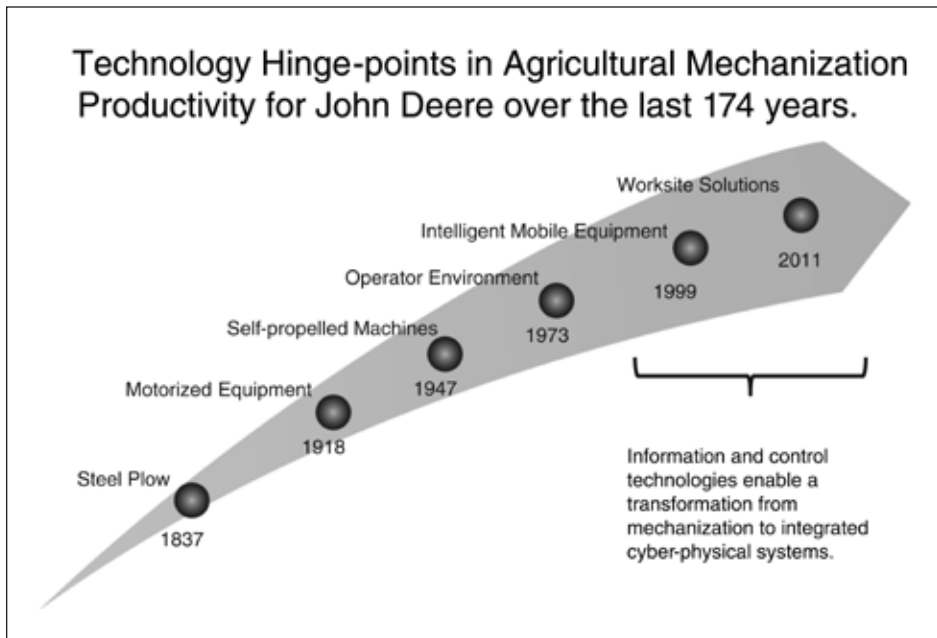 Technology Hinge-points in Agricultural Mechanization
Productivity for John Deere over the last 174 years.
Worksite Solutions
2011
Intelligent Mobile Equipment
1999
Operator Environment
1973
Self-propelled Machines
1947
Motorized Equipment
1918
Steel Plow
1837
Information and control
technologies enable a
transformation from
mechanization to integrated
cyber-physical systems.